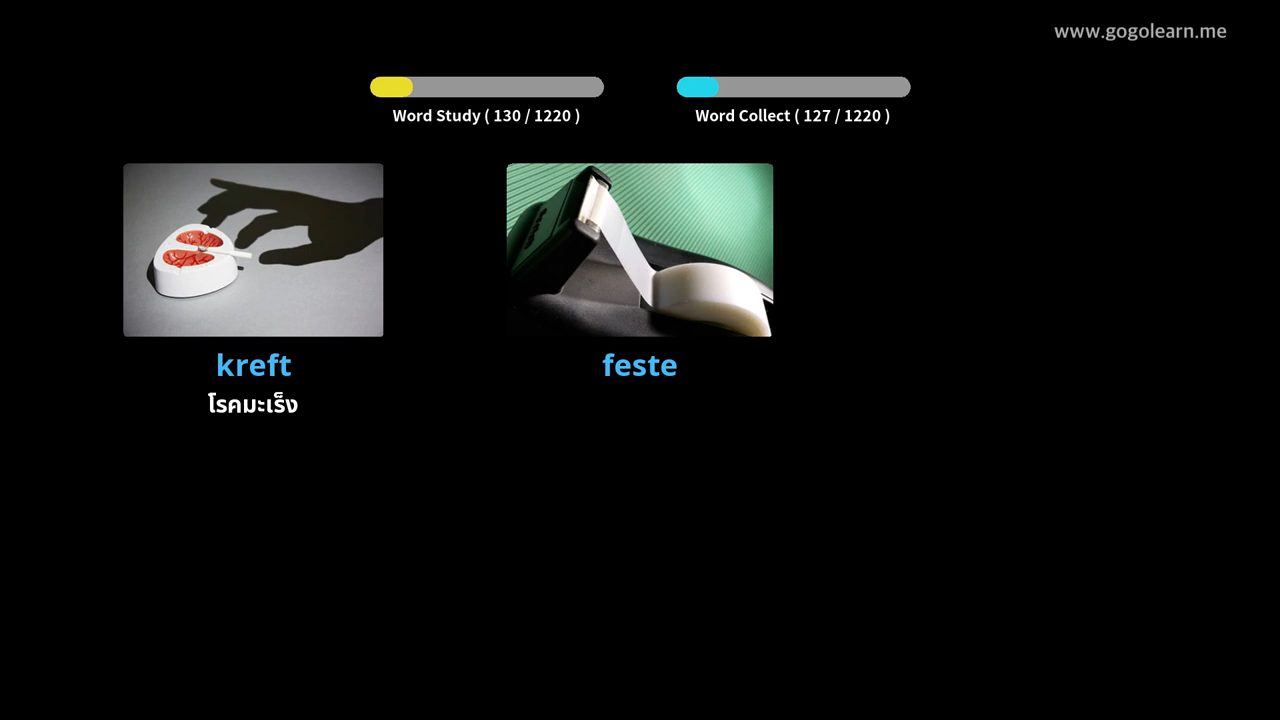 www.gogolearn.me
Word Study ( 130 / 1220 )
Word Collect ( 127 / 1220 )
kreft
โรคมะเร็ง
feste